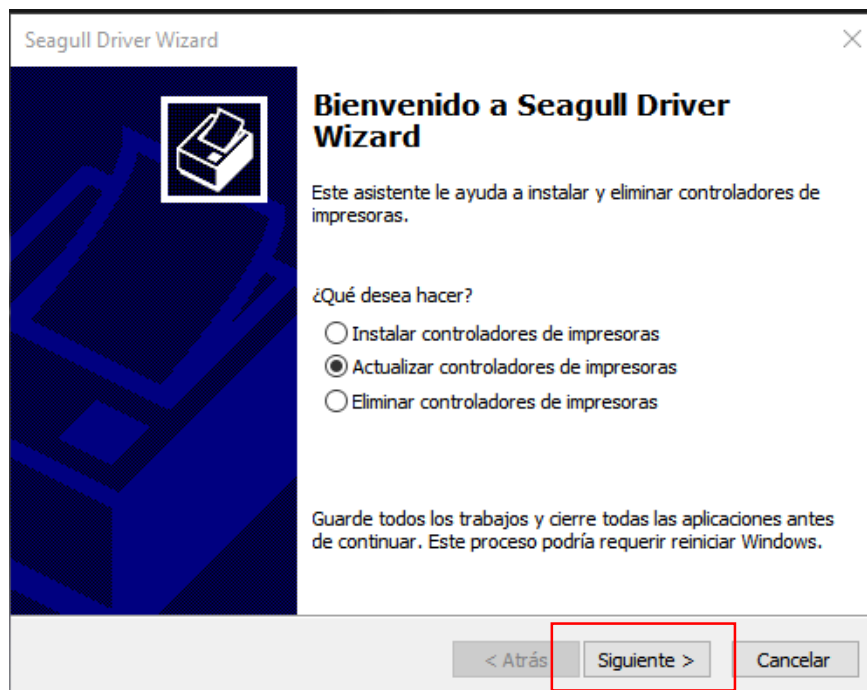 Seagull Driver Wizard
Bienvenido a Seagull Driver
Wizard
Este asistente le ayuda a instalar y eliminar controladores de
impresoras.
¿Qué desea hacer?
Instalar controladores de impresoras
Actualizar controladores de impresoras
Eliminar controladores de impresoras
Guarde todos los trabajos y cierre todas las aplicaciones antes
de continuar. Este proceso podría requerir reiniciar Windows.
< Atrás
Siguiente >
Cancelar